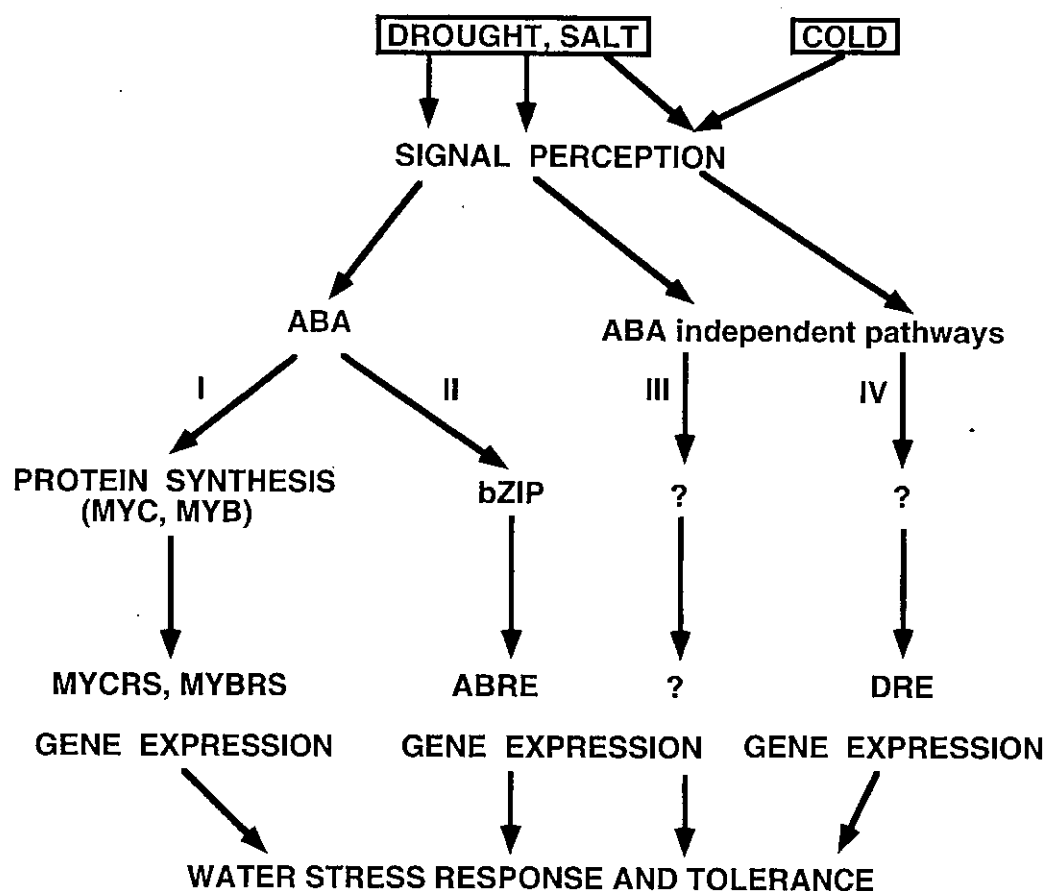 DROUGHT, SALT COLD
SIGNAL PERCEPTION
ABA ABA independent pathways
I II III IV
PROTEIN SYNTHESIS bZIP ? ?
(MYC, MYB)
MYCRS, MYBRS ABRE ? DRE
GENE EXPRESSION GENE EXPRESSION GENE EXPRESSION
WATER STRESS RESPONSE AND TOLERANCE